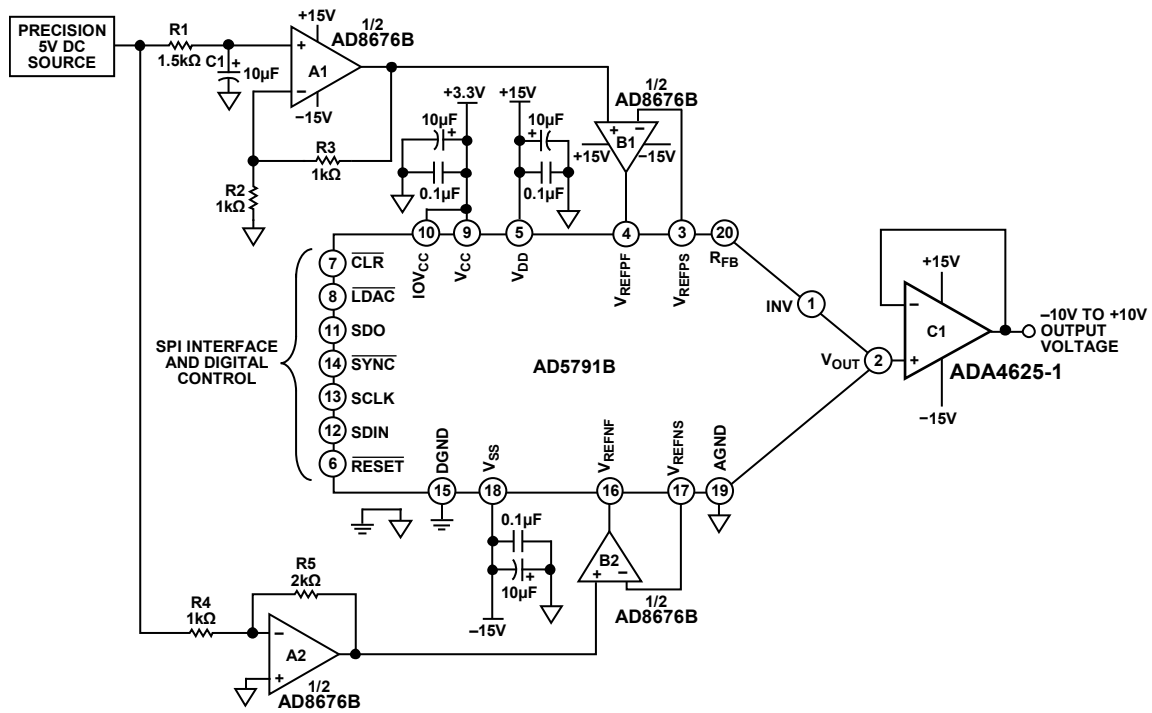 PRECISION
5V DC
SOURCE
R1
1.5kΩ
C1
+
10µF
+15V
1/2
AD8676B
+
A1
−
−15V
R3
1kΩ
R2
1kΩ
+3.3V
10µF
+
0.1µF
+15V
10µF
+
0.1µF
1/2
AD8676B
+ −
B1
+15V
−15V
10
9
5
4
3
20
IOVCC
VCC
VDD
VREFPF
VREFPS
RFB
7 CLR
8 LDAC
11 SDO
14 SYNC
13 SCLK
12 SDIN
6 RESET
SPI INTERFACE
AND DIGITAL
CONTROL
AD5791B
INV 1
VOUT 2
+15V
−
C1
+
−15V
ADA4625-1
−10V TO +10V
OUTPUT
VOLTAGE
DGND
VSS
VREFNF
VREFNS
AGND
15
18
16
17
19
0.1µF
+
10µF
−15V
B2
+ −
1/2
AD8676B
R5
2kΩ
R4
1kΩ
−
A2
+
1/2
AD8676B